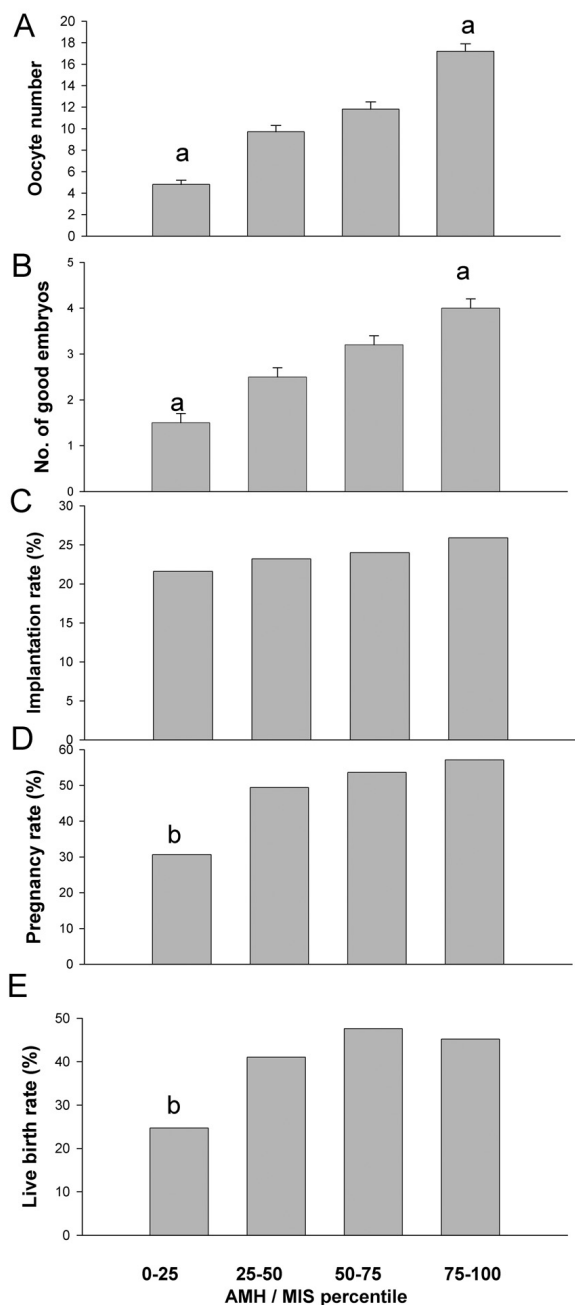 A
Oocyte number
20
18
16
14
12
10
8
6
4
2
0
a
a
B
No. of good embryos
5
4
3
2
1
0
a
a
C
Implantation rate (%)
30
25
20
15
10
5
0
D
Pregnancy rate (%)
60
50
40
30
20
10
0
b
E
Live birth rate (%)
50
40
30
20
10
0
b
0-25 25-50 50-75 75-100
AMH / MIS percentile